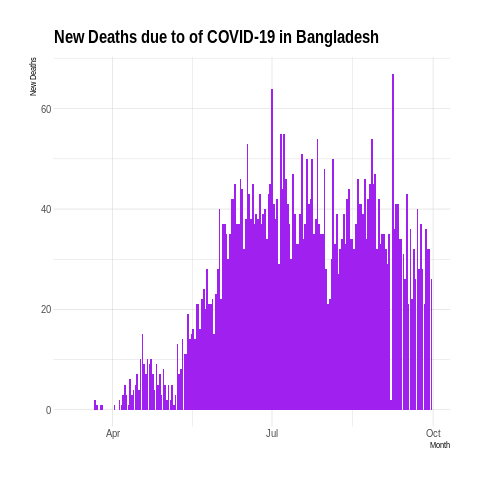 New Deaths due to of COVID-19 in Bangladesh
New Deaths
60
40
20
0
Apr
Jul
Oct
Month